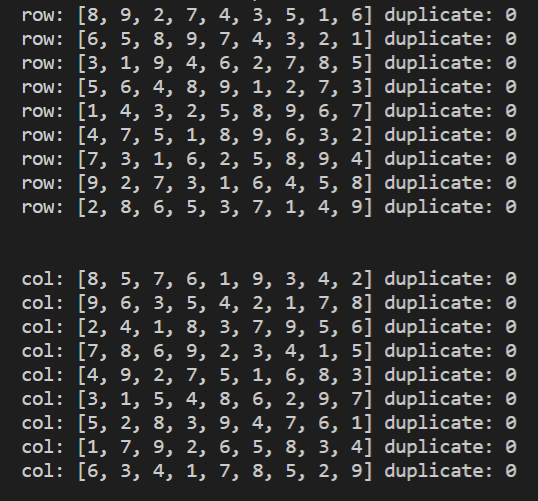 row: [8, 9, 2, 7, 4, 3, 5, 1, 6] duplicate: 0
row: [6, 5, 8, 9, 7, 4, 3, 2, 1] duplicate: 0
row: [3, 1, 9, 4, 6, 2, 7, 8, 5] duplicate: 0
row: [5, 6, 4, 8, 9, 1, 2, 7, 3] duplicate: 0
row: [1, 4, 3, 2, 5, 8, 9, 6, 7] duplicate: 0
row: [4, 7, 5, 1, 8, 9, 6, 3, 2] duplicate: 0
row: [7, 3, 1, 6, 2, 5, 8, 9, 4] duplicate: 0
row: [9, 2, 7, 3, 1, 6, 4, 5, 8] duplicate: 0
row: [2, 8, 6, 5, 3, 7, 1, 4, 9] duplicate: 0
col: [8, 5, 7, 6, 1, 9, 3, 4, 2] duplicate: 0
col: [9, 6, 3, 5, 4, 2, 1, 7, 8] duplicate: 0
col: [2, 4, 1, 8, 3, 7, 9, 5, 6] duplicate: 0
col: [7, 8, 6, 9, 2, 3, 4, 1, 5] duplicate: 0
col: [4, 9, 2, 7, 5, 1, 6, 8, 3] duplicate: 0
col: [3, 1, 5, 4, 8, 6, 2, 9, 7] duplicate: 0
col: [5, 2, 8, 3, 9, 4, 7, 6, 1] duplicate: 0
col: [1, 7, 9, 2, 6, 5, 8, 3, 4] duplicate: 0
col: [6, 3, 4, 1, 7, 8, 5, 2, 9] duplicate: 0